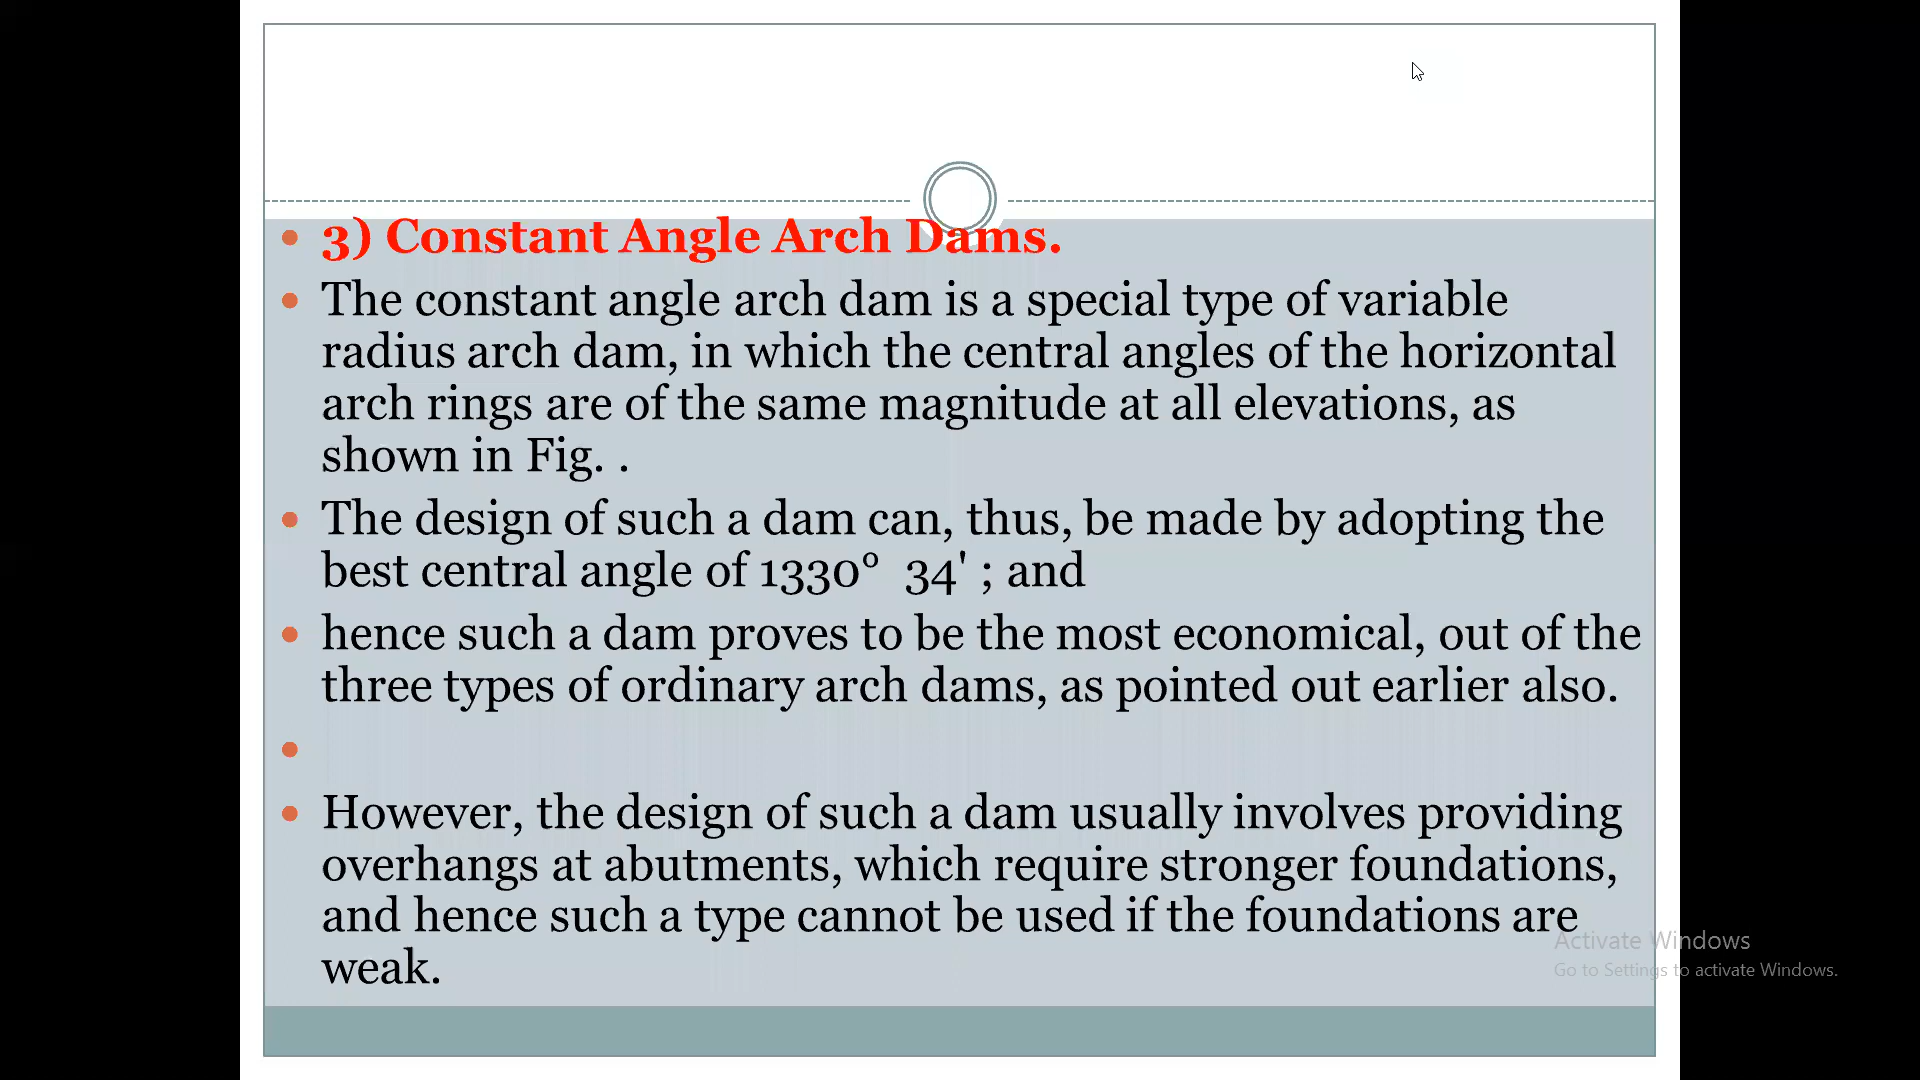 • 3) Constant Angle Arch Dams.
• The constant angle arch dam is a special type of variable
radius arch dam, in which the central angles of the horizontal
arch rings are of the same magnitude at all elevations, as
shown in Fig. .
• The design of such a dam can, thus, be made by adopting the
best central angle of 1330°  34' ; and
• hence such a dam proves to be the most economical, out of the
three types of ordinary arch dams, as pointed out earlier also.
•
• However, the design of such a dam usually involves providing
overhangs at abutments, which require stronger foundations,
and hence such a type cannot be used if the foundations are
weak.
Activate Windows
Go to Settings to activate Windows.